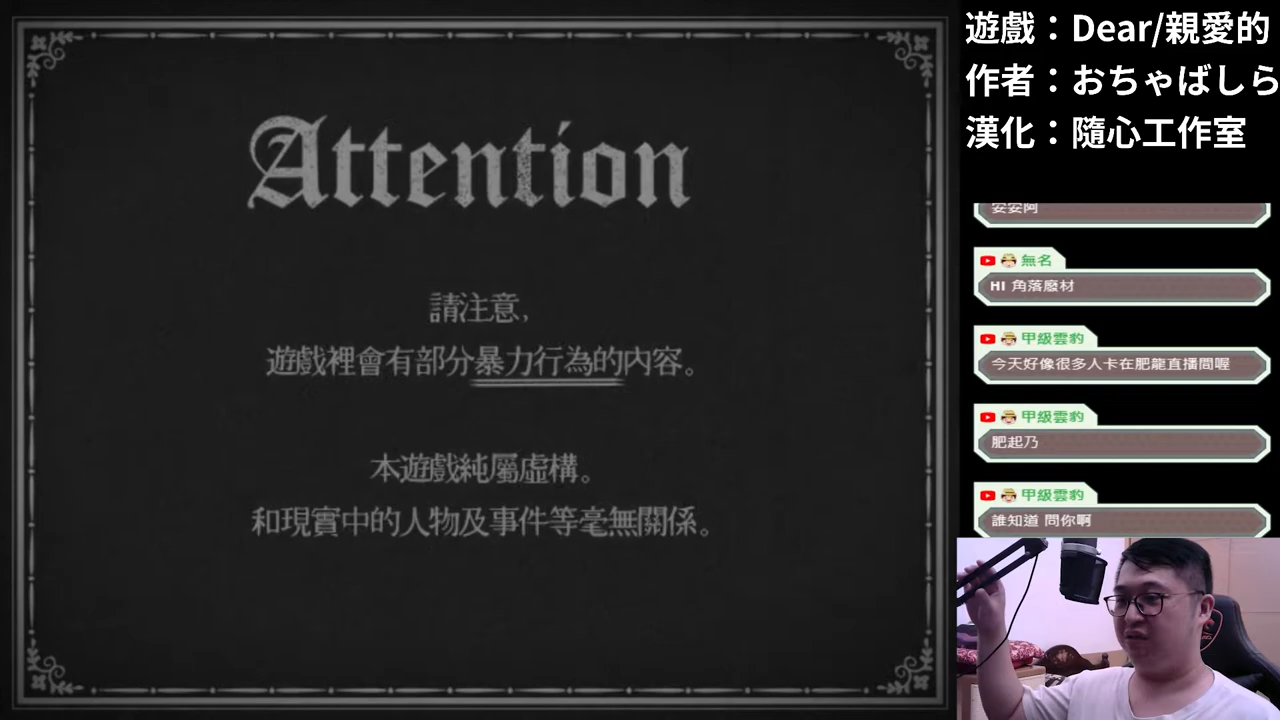 Attention
請注意,
遊戲裡會有部分暴力行為的內容。
本遊戲純屬虛構。
和現實中的人物及事件等毫無關係。
遊戲：Dear/親愛的
作者：おちゃばしら
漢化：隨心工作室
安安阿
無名
HI 角落廢材
甲級雲豹
今天好像很多人卡在肥龍直播間喔
甲級雲豹
肥起乃
甲級雲豹
誰知道 問你啊